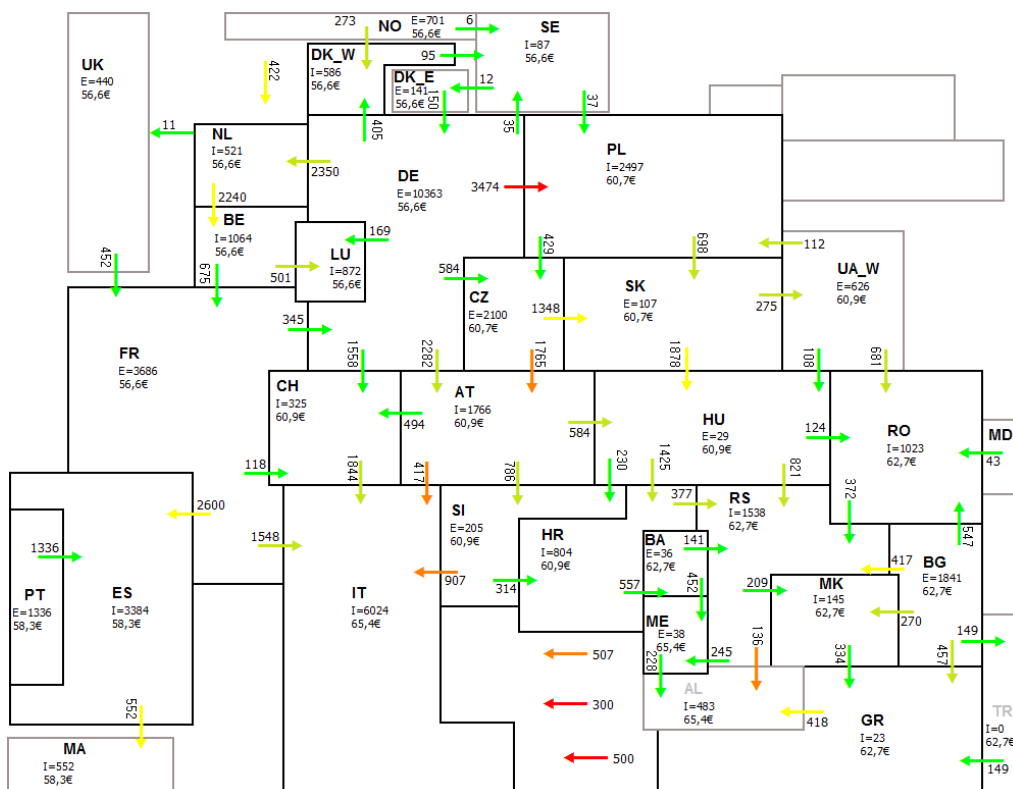 273
NO
E=701
56,6€
6
SE
I=87
56,6€
UK
E=440
56,6€
422
DK_W
I=586
56,6€
95
DK_E
E=141
56,6€
12
150
37
11
405
35
NL
I=521
56,6€
2350
DE
E=10363
56,6€
PL
I=2497
60,7€
3474
2240
BE
I=1064
56,6€
169
LU
I=872
56,6€
452
675
501
429
698
112
UA_W
E=626
60,9€
584
CZ
E=2100
60,7€
1348
SK
E=107
60,7€
275
345
FR
E=3686
56,6€
1558
2282
1765
1878
108
681
CH
I=325
60,9€
494
AT
I=1766
60,9€
584
HU
E=29
60,9€
124
RO
I=1023
62,7€
MD
43
118
1844
417
786
230
1425
821
377
RS
I=1538
62,7€
372
2600
SI
E=205
60,9€
547
1336
1548
HR
I=804
60,9€
BA
E=36
62,7€
141
417
BG
E=1841
62,7€
PT
E=1336
58,3€
ES
I=3384
58,3€
IT
I=6024
65,4€
907
314
557
452
209
MK
I=145
62,7€
270
ME
E=38
65,4€
149
507
228
245
136
334
457
552
300
AL
I=483
65,4€
418
GR
I=23
62,7€
TR
I=0
62,7€
MA
I=552
58,3€
500
149